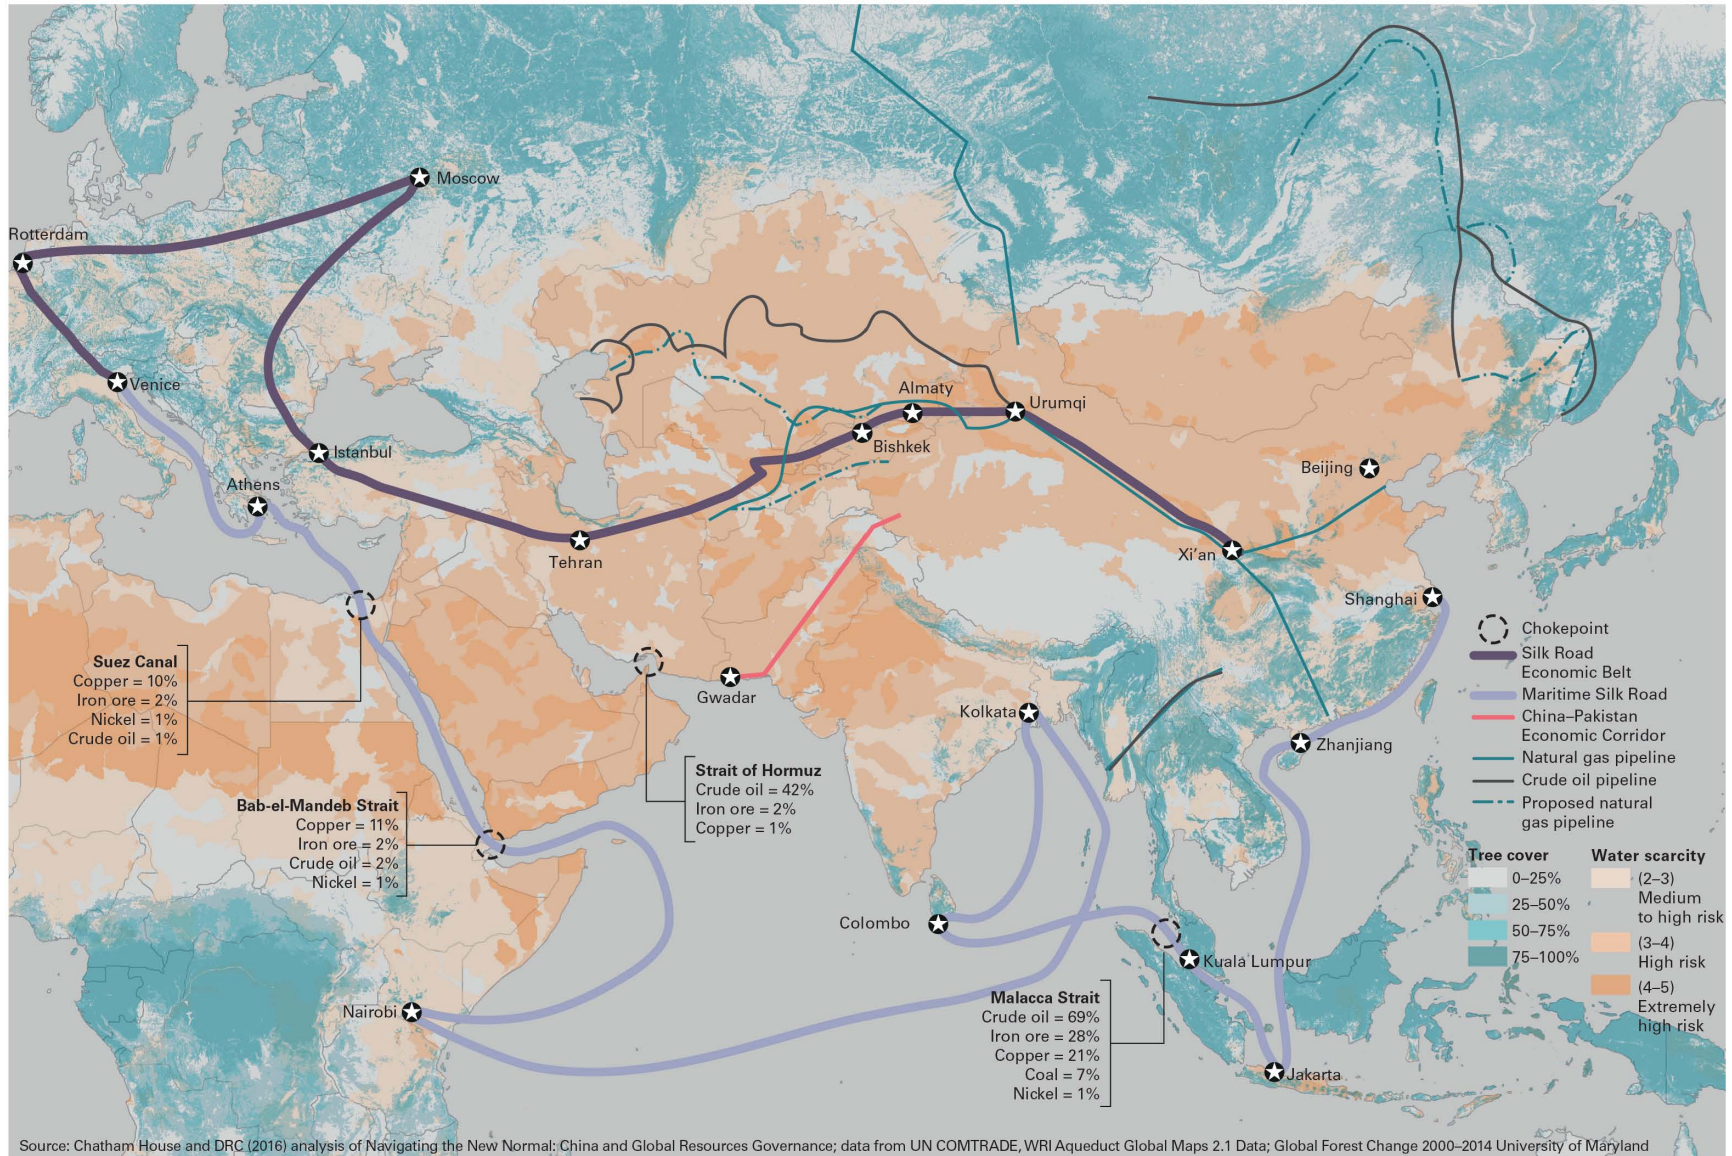 Moscow
Rotterdam
Venice
Istanbul
Athens
Tehran
Almaty
Urumqi
Bishkek
Beijing
Xi’an
Shanghai
Gwadar
Kolkata
Zhanjiang
Colombo
Kuala Lumpur
Nairobi
Jakarta
Suez Canal
Copper = 10%
Iron ore = 2%
Nickel = 1%
Crude oil = 1%
Bab-el-Mandeb Strait
Copper = 11%
Iron ore = 2%
Crude oil = 2%
Nickel = 1%
Strait of Hormuz
Crude oil = 42%
Iron ore = 2%
Copper = 1%
Malacca Strait
Crude oil = 69%
Iron ore = 28%
Copper = 21%
Coal = 7%
Nickel = 1%
Chokepoint
Silk Road
Economic Belt
Maritime Silk Road
China–Pakistan
Economic Corridor
Natural gas pipeline
Crude oil pipeline
Proposed natural
gas pipeline
Tree cover
0–25%
25–50%
50–75%
75–100%
Water scarcity
(2–3)
Medium
to high risk
(3–4)
High risk
(4–5)
Extremely
high risk
Source: Chatham House and DRC (2016) analysis of Navigating the New Normal: China and Global Resources Governance; data from UN COMTRADE, WRI Aqueduct Global Maps 2.1 Data; Global Forest Change 2000–2014 University of Maryland